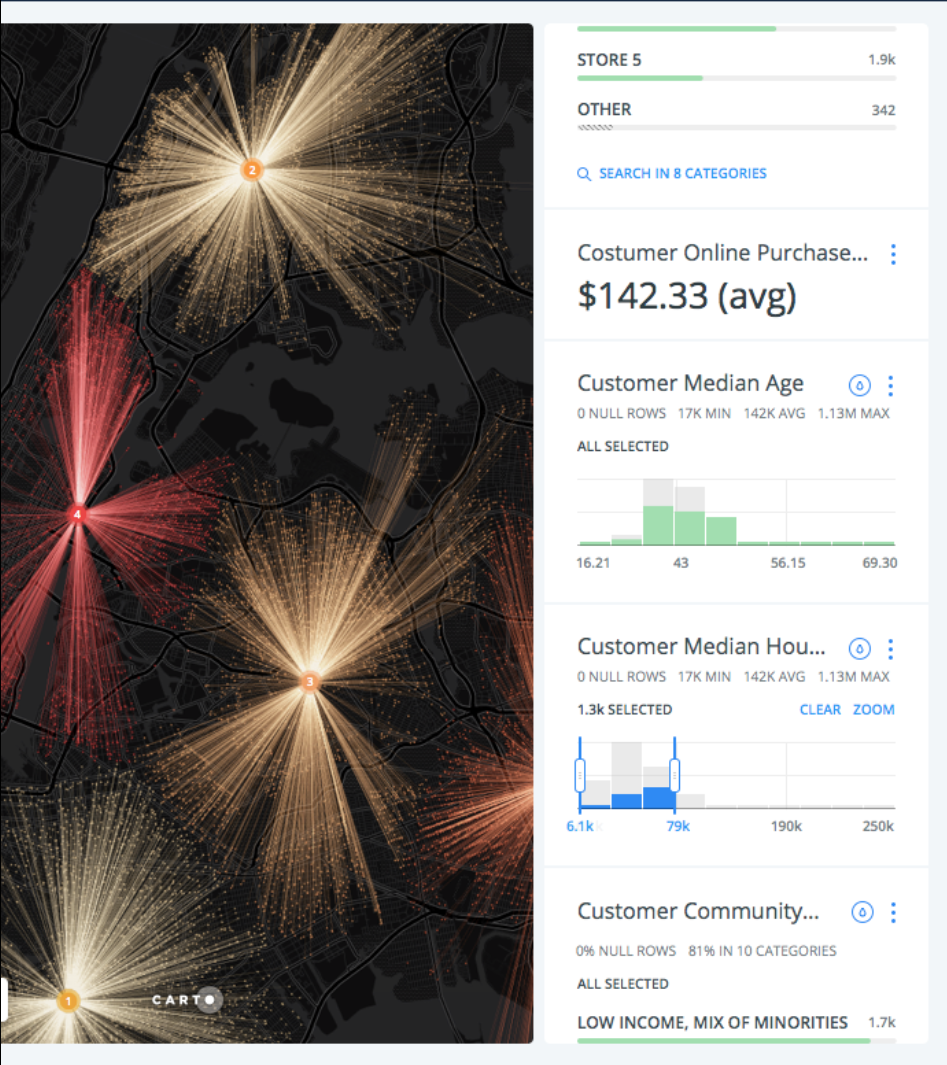 STORE 5 1.9k
OTHER 342
SEARCH IN 8 CATEGORIES
Costumer Online Purchase...
$142.33 (avg)
Customer Median Age
0 NULL ROWS 17K MIN 142K AVG 1.13M MAX
ALL SELECTED
16.21 43 56.15 69.30
Customer Median Hou...
0 NULL ROWS 17K MIN 142K AVG 1.13M MAX
1.3k SELECTED CLEAR ZOOM
6.1k 79k 190k 250k
Customer Community...
0% NULL ROWS 81% IN 10 CATEGORIES
ALL SELECTED
LOW INCOME, MIX OF MINORITIES 1.7k
2
4
3
1
CARTO